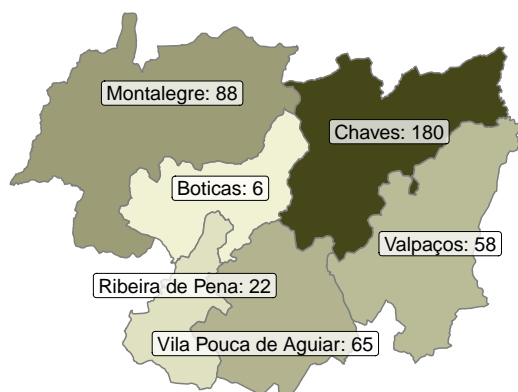 Montalegre: 88
Chaves: 180
Boticas: 6
Valpaços: 58
Ribeira de Pena: 22
Vila Pouca de Aguiar: 65